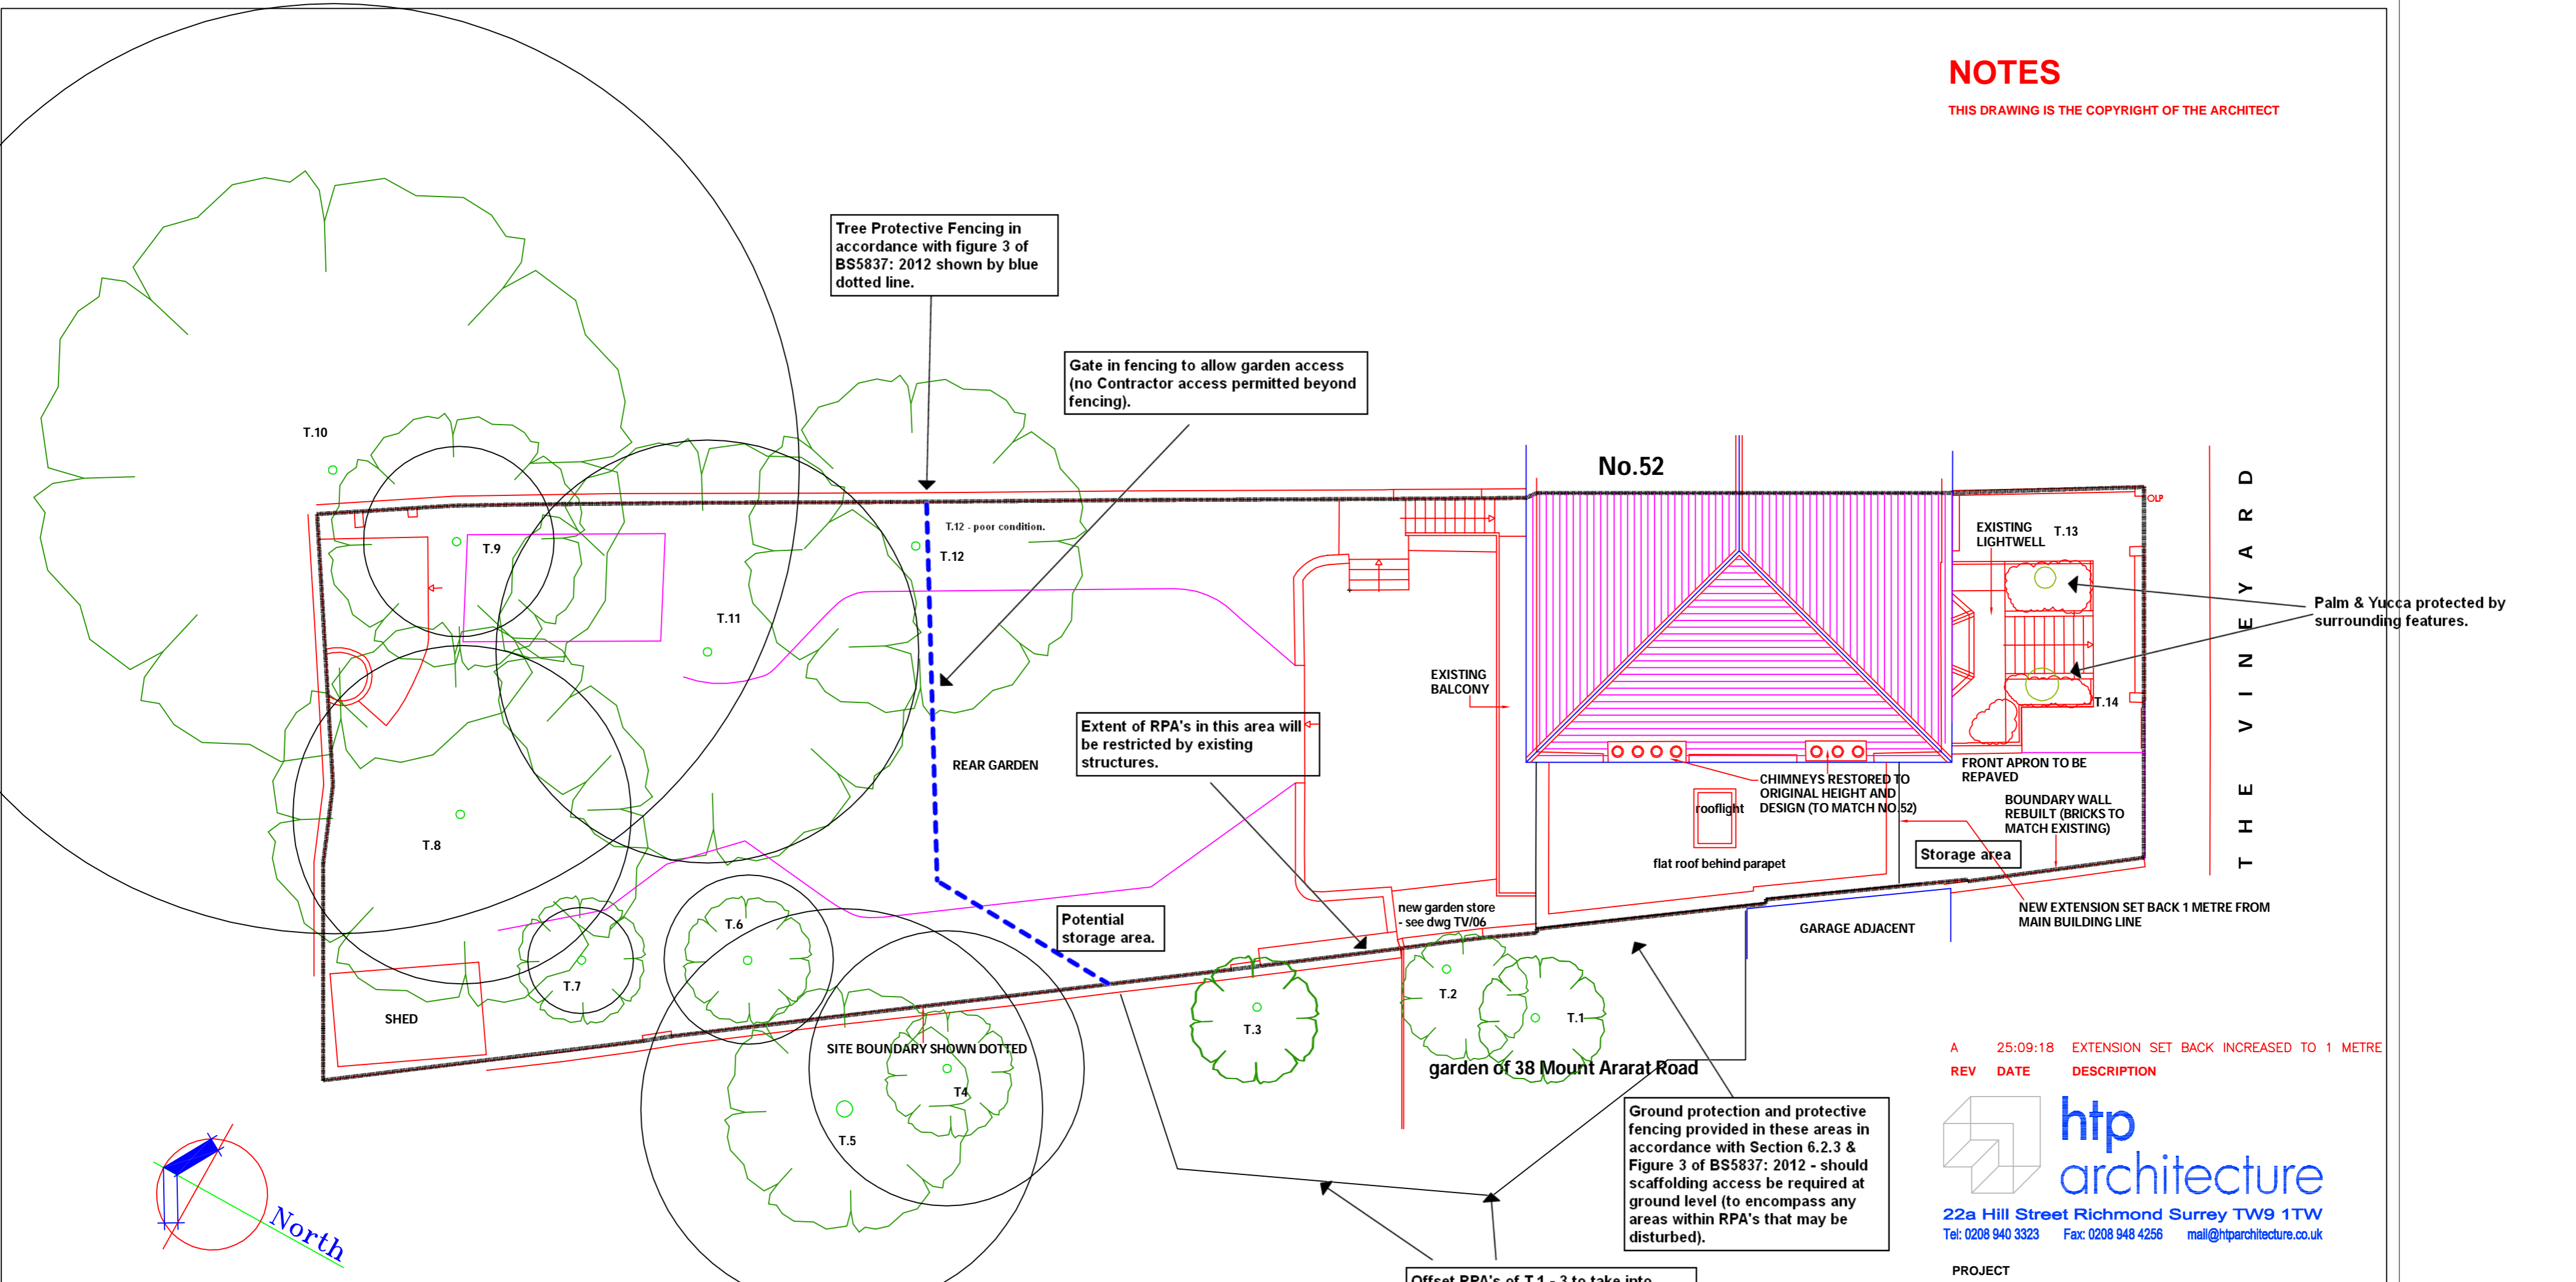 NOTES
THIS DRAWING IS THE COPYRIGHT OF THE ARCHITECT
Tree Protective Fencing in
accordance with figure 3 of
BS5837: 2012 shown by blue
dotted line.
Gate in fencing to allow garden access
(no Contractor access permitted beyond
fencing).
T.10
No.52
T.9
T.12 - poor condition.
T.12
T.11
OLP
EXISTING
LIGHTWELL
T.13
THE VINEYARD
Palm & Yucca protected by
surrounding features.
EXISTING
BALCONY
T.14
Extent of RPA's in this area will
be restricted by existing
structures.
REAR GARDEN
FRONT APRON TO BE
REPAVED
CHIMNEYS RESTORED TO
ORIGINAL HEIGHT AND
DESIGN (TO MATCH NO.52)
rooflight
BOUNDARY WALL
REBUILT (BRICKS TO
MATCH EXISTING)
T.8
flat roof behind parapet
Storage area
new garden store
- see dwg TV/06
NEW EXTENSION SET BACK 1 METRE FROM
MAIN BUILDING LINE
GARAGE ADJACENT
Potential
storage area.
T.6
T.7
T.2
T.1
T.3
SHED
SITE BOUNDARY SHOWN DOTTED
garden of 38 Mount Ararat Road
T4
T.5
A 25:09:18 EXTENSION SET BACK INCREASED TO 1 METRE
REV DATE DESCRIPTION
Ground protection and protective
fencing provided in these areas in
accordance with Section 6.2.3 &
Figure 3 of BS5837: 2012 - should
scaffolding access be required at
ground level (to encompass any
areas within RPA's that may be
disturbed).
htp
architecture
22a Hill Street Richmond Surrey TW9 1TW
Tel: 0208 940 3323 Fax: 0208 948 4256 mail@htparchitecture.co.uk
North
PROJECT
Offset RPA's of T.1 - 3 to take into